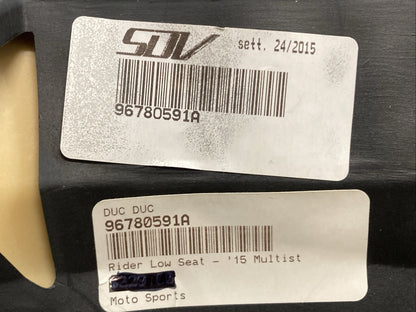 SDV sett. 24/2015
96780591A
DUC DUC
96780591A
Rider Low Seat - '15 Multist
Moto Sports